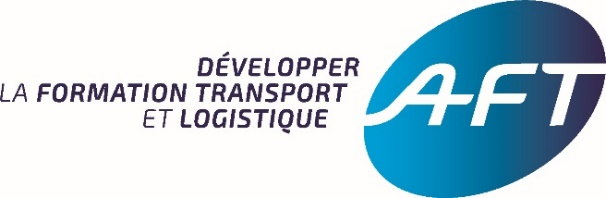 DÉVELOPPER
LA FORMATION TRANSPORT
ET LOGISTIQUE
AFT